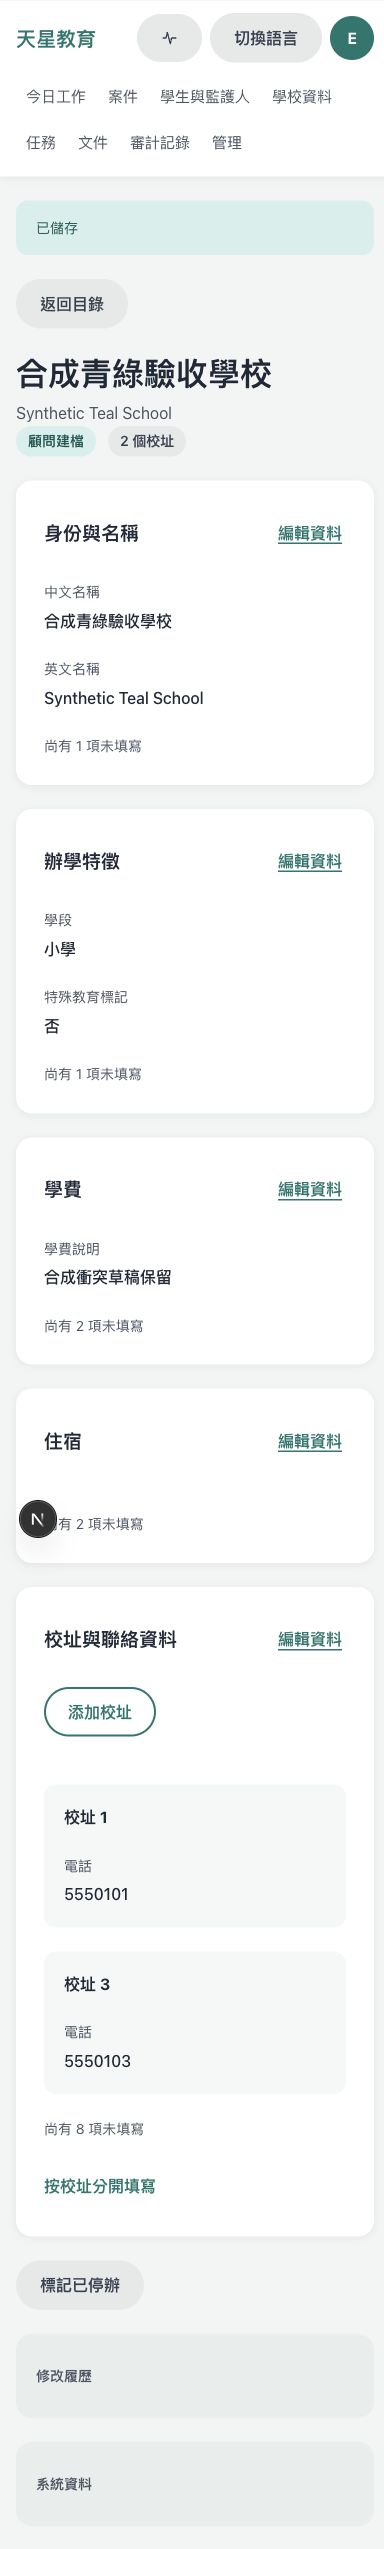 天星教育
切換語言
E
今日工作 案件 學生與監護人 學校資料
任務 文件 審計記錄 管理
已儲存
返回目錄
合成青綠驗收學校
Synthetic Teal School
顧問建檔 2 個校址
身份與名稱 編輯資料
中文名稱
合成青綠驗收學校
英文名稱
Synthetic Teal School
尚有 1 項未填寫
辦學特徵 編輯資料
學段
小學
特殊教育標記
否
尚有 1 項未填寫
學費 編輯資料
學費說明
合成衝突草稿保留
尚有 2 項未填寫
住宿 編輯資料
N
有 2 項未填寫
校址與聯絡資料 編輯資料
添加校址
校址 1
電話
5550101
校址 3
電話
5550103
尚有 8 項未填寫
按校址分開填寫
標記已停辦
修改履歷
系統資料